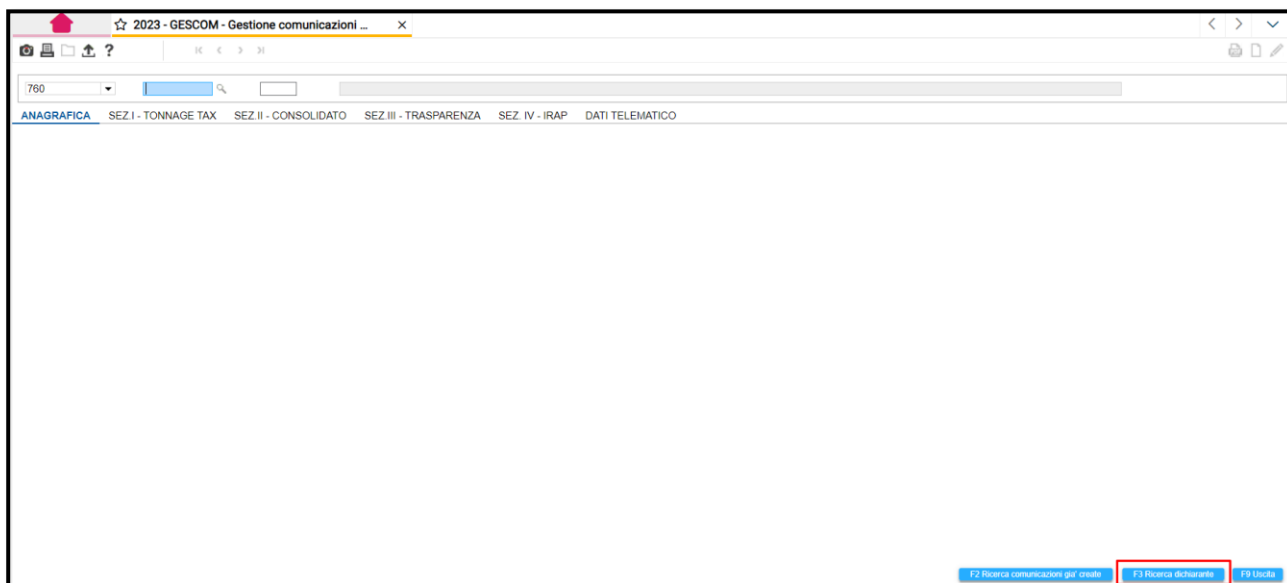 2023 - GESCOM - Gestione comunicazioni ...
?
760
ANAGRAFICA SEZ.I - TONNAGE TAX SEZ.II - CONSOLIDATO SEZ.III - TRASPARENZA SEZ. IV - IRAP DATI TELEMATICO
F2 Ricerca comunicazioni gia' create F3 Ricerca dichiarante F9 Uscita